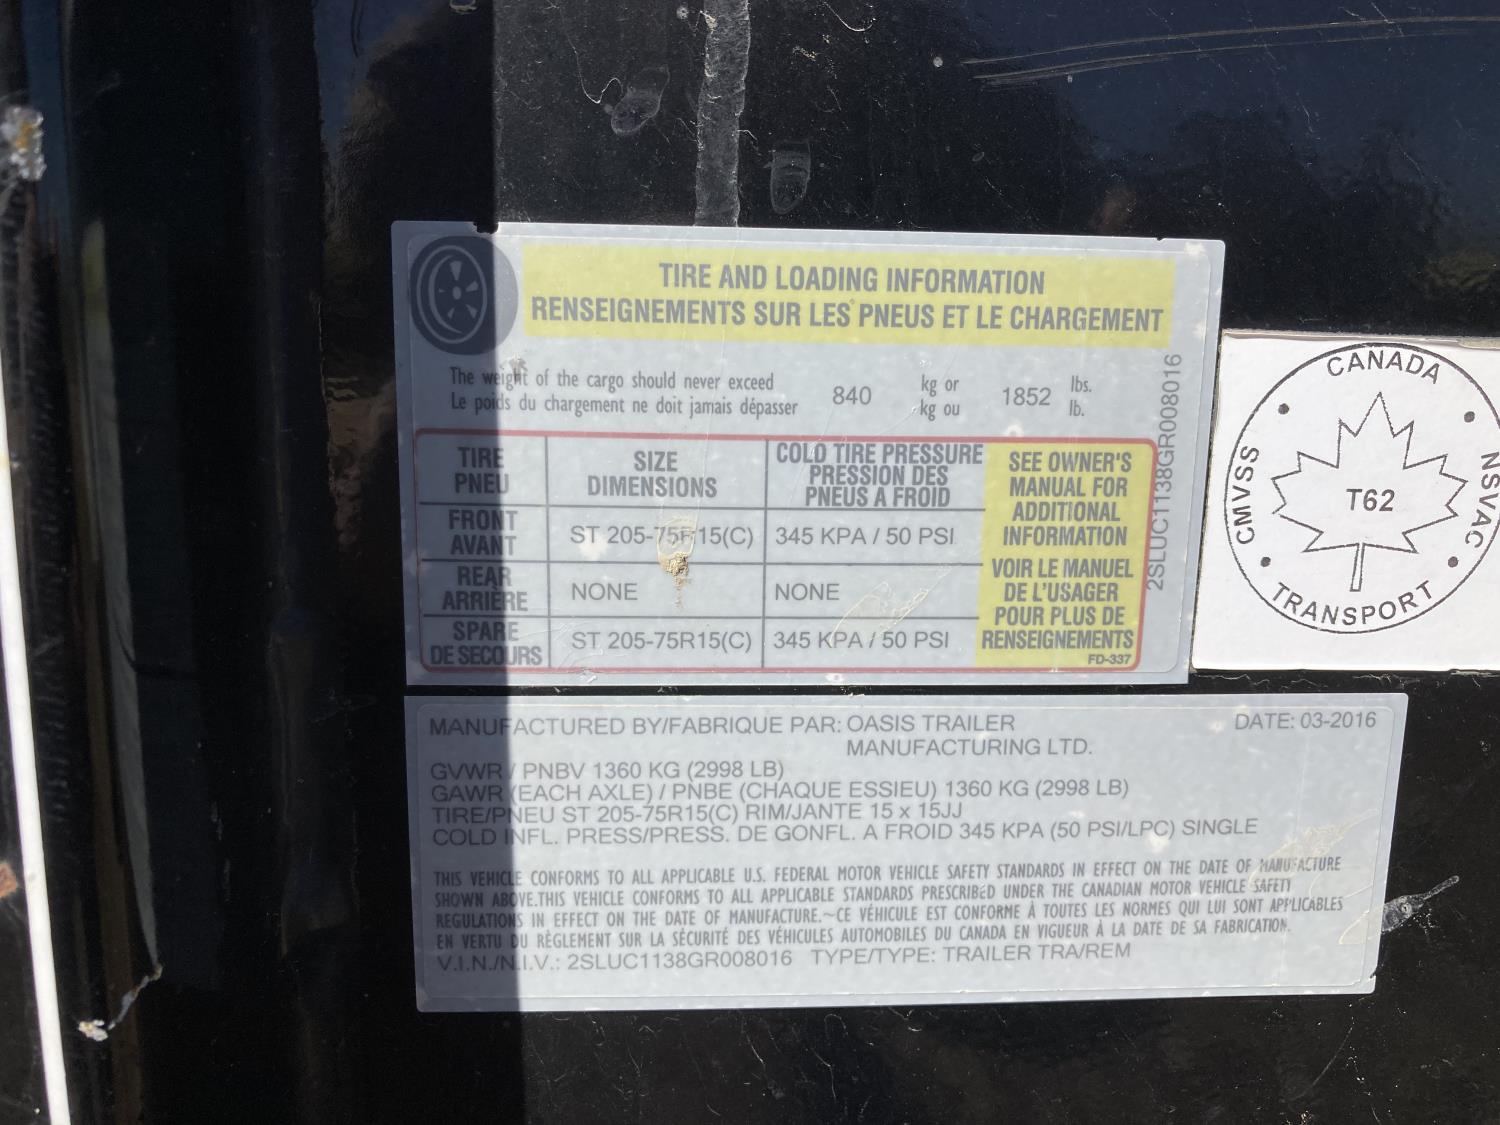 TIRE AND LOADING INFORMATION
RENSEIGNEMENTS SUR LES PNEUS ET LE CHARGEMENT
The weight of the cargo should never exceed 840 kg or 1852 lbs.
Le poids du chargement ne doit jamais dépasser kg ou lb.
TIRE
PNEU
SIZE
DIMENSIONS
COLD TIRE PRESSURE
PRESSION DES
PNEUS A FROID
FRONT
AVANT
ST 205-75R15(C)
345 KPA / 50 PSI
REAR
ARRIÈRE
NONE
NONE
SPARE
DE SECOURS
ST 205-75R15(C)
345 KPA / 50 PSI
SEE OWNER'S
MANUAL FOR
ADDITIONAL
INFORMATION
VOIR LE MANUEL
DE L'USAGER
POUR PLUS DE
RENSEIGNEMENTS
FD-337
2SLUC1138GR008016
CANADA
CMVSS
NSVAC
T62
TRANSPORT
MANUFACTURED BY/FABRIQUE PAR: OASIS TRAILER DATE: 03-2016
MANUFACTURING LTD.
GVWR / PNBV 1360 KG (2998 LB)
GAWR (EACH AXLE) / PNBE (CHAQUE ESSIEU) 1360 KG (2998 LB)
TIRE/PNEU ST 205-75R15(C) RIM/JANTE 15 x 15JJ
COLD INFL. PRESS/PRESS. DE GONFL. A FROID 345 KPA (50 PSI/LPC) SINGLE
THIS VEHICLE CONFORMS TO ALL APPLICABLE U.S. FEDERAL MOTOR VEHICLE SAFETY STANDARDS IN EFFECT ON THE DATE OF MANUFACTURE
SHOWN ABOVE.THIS VEHICLE CONFORMS TO ALL APPLICABLE STANDARDS PRESCRIBéD UNDER THE CANADIAN MOTOR VEHICLE SAFETY
REGULATIONS IN EFFECT ON THE DATE OF MANUFACTURE.~CE VÉHICULE EST CONFORME À TOUTES LES NORMES QUI LUI SONT APPLICABLES
EN VERTU DU RÈGLEMENT SUR LA SÉCURITÉ DES VÉHICULES AUTOMOBILES DU CANADA EN VIGUEUR À LA DATE DE SA FABRICATION.
V.I.N./N.I.V.: 2SLUC1138GR008016 TYPE/TYPE: TRAILER TRA/REM